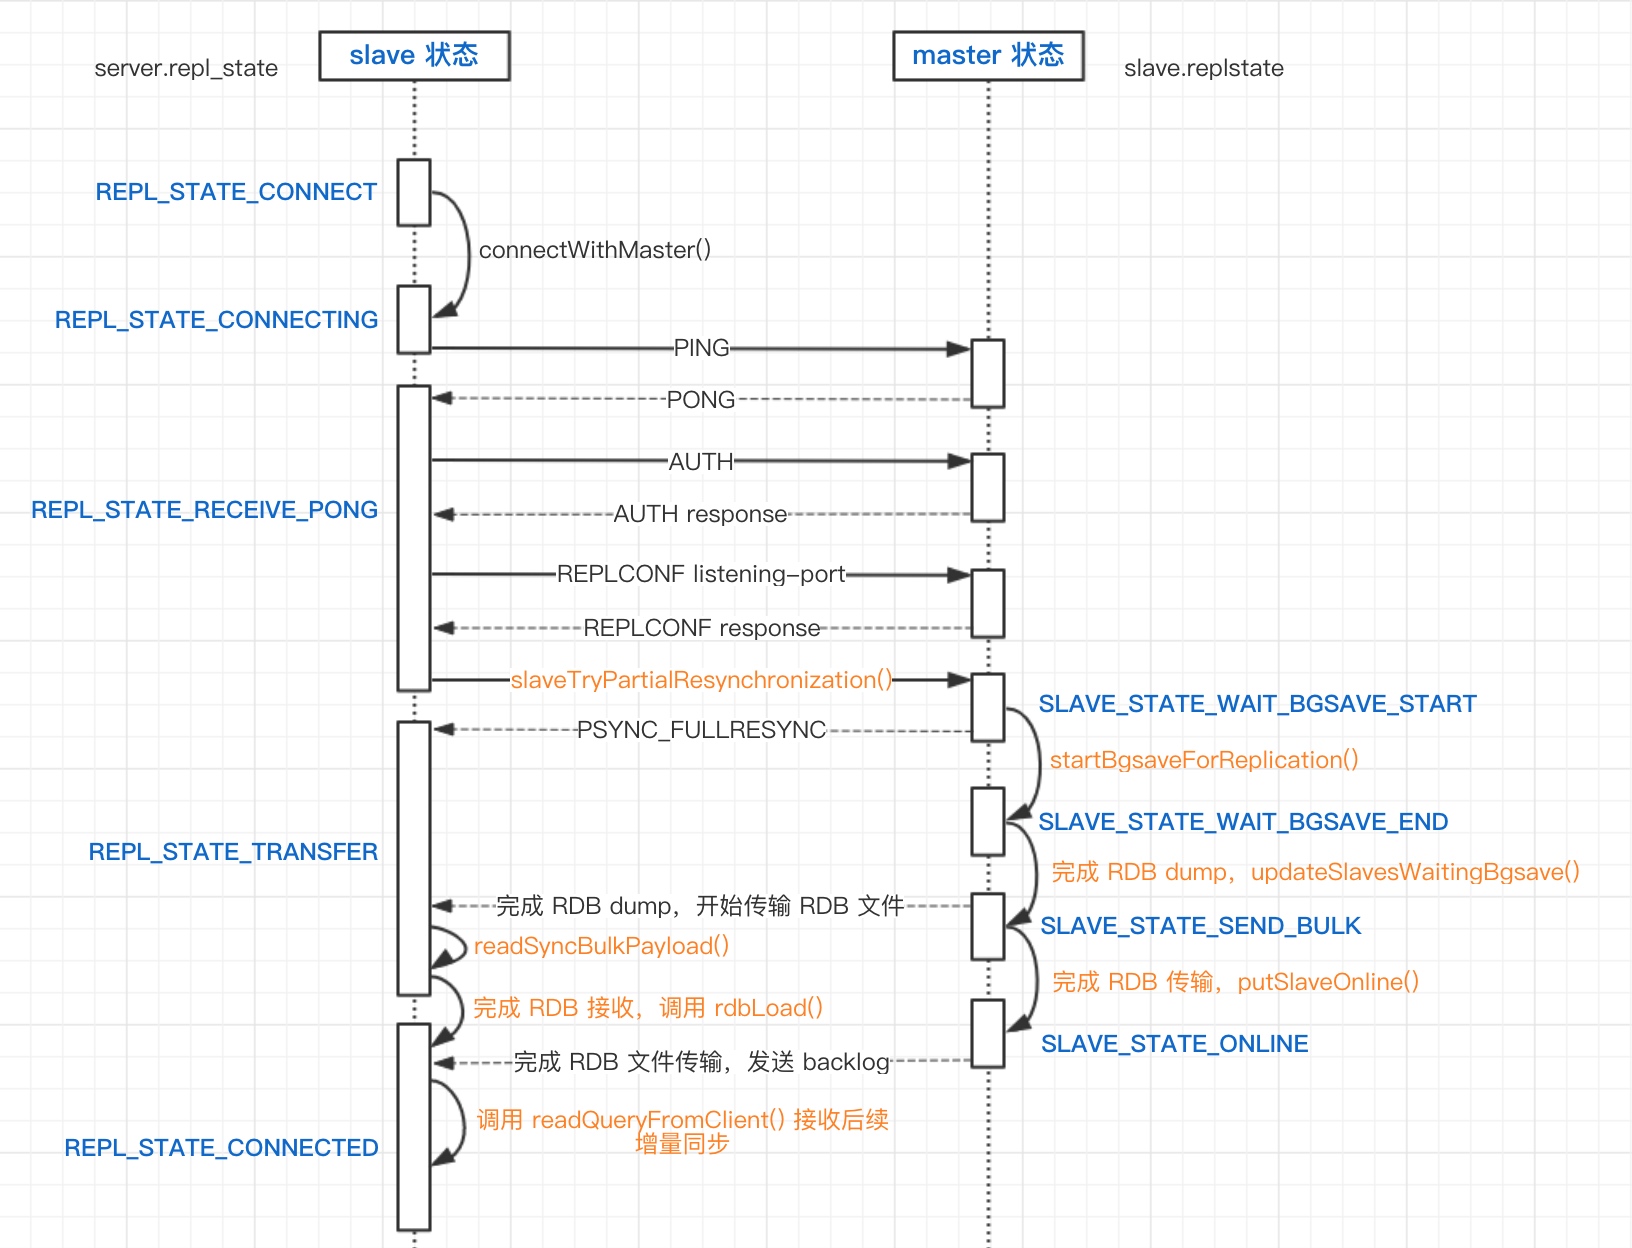 slave 状态
master 状态
server.repl_state
slave.replstate
REPL_STATE_CONNECT
connectWithMaster()
REPL_STATE_CONNECTING
PING
PONG
AUTH
REPL_STATE_RECEIVE_PONG
AUTH response
REPLCONF listening-port
REPLCONF response
slaveTryPartialResynchronization()
SLAVE_STATE_WAIT_BGSAVE_START
PSYNC_FULLRESYNC
startBgsaveForReplication()
SLAVE_STATE_WAIT_BGSAVE_END
REPL_STATE_TRANSFER
完成 RDB dump，updateSlavesWaitingBgsave()
完成 RDB dump，开始传输 RDB 文件
SLAVE_STATE_SEND_BULK
readSyncBulkPayload()
完成 RDB 传输，putSlaveOnline()
完成 RDB 接收，调用 rdbLoad()
SLAVE_STATE_ONLINE
完成 RDB 文件传输，发送 backlog
调用 readQueryFromClient() 接收后续
增量同步
REPL_STATE_CONNECTED